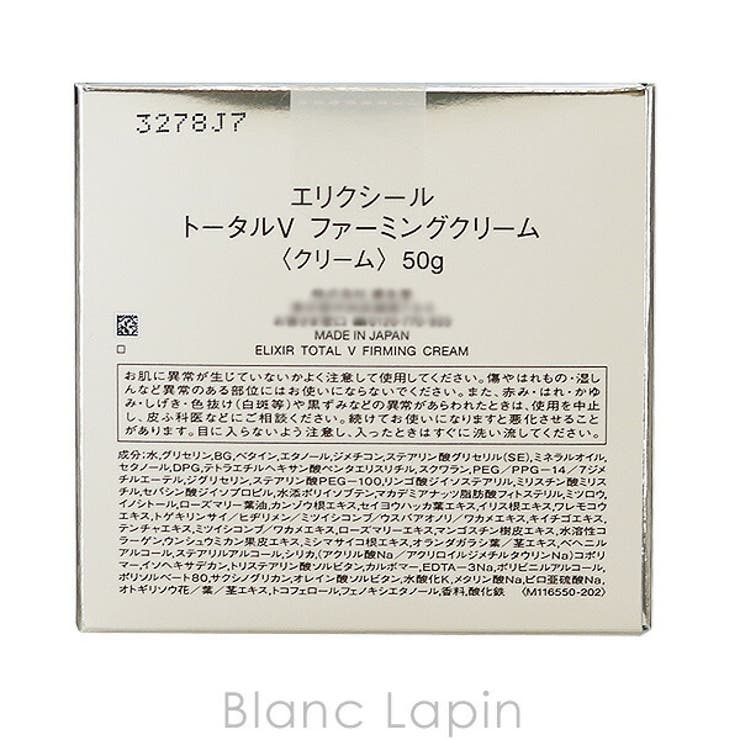 3278J7
エリクシール
トータルV ファーミングクリーム
〈クリーム〉 50g
MADE IN JAPAN
ELIXIR TOTAL V FIRMING CREAM
お肌に異常が生じていないかよく注意して使用してください。傷やはれもの・湿し
んなど異常のある部位にはお使いにならないでください。また、赤み・はれ・かゆ
み・しげき・色抜け(白斑等)や黒ずみなどの異常があらわれたときは、使用を中止
し、皮ふ科医などにご相談ください。続けてお使いになりますと悪化させることが
あります。目に入らないよう注意し、入ったときはすぐに洗い流してください。
成分:水,グリセリン,BG,ベタイン,エタノール,ジメチコン,ステアリン酸グリセリル(SE),ミネラルオイル,
セタノール,DPG,テトラエチルヘキサン酸ペンタエリスリチル,スクワラン,PEG/PPG-14/7ジメ
チルエーテル,ジグリセリン,ステアリン酸PEG-100,リンゴ酸ジイソステアリル,ミリスチン酸ミリス
チル,セバシン酸ジイソプロピル,水添ポリイソブテン,マカデミアナッツ脂肪酸フィトステリル,ミツロウ,
イノシトール,ローズマリー葉油,カンゾウ根エキス,セイヨウハッカ葉エキス,イリス根エキス,ワレモコウ
エキス,トゲキリンサイ/ヒヂリメン/ミツイシコンブ/ウスバアオノリ/ワカメエキス,キイチゴエキス,
テンチャエキス,ミツイシコンブ/ワカメエキス,ローズマリーエキス,マンゴスチン樹皮エキス,水溶性コ
ラーゲン,ウンシュウミカン果皮エキス,ミシマサイコ根エキス,オランダガラシ葉/茎エキス,ベヘニル
アルコール,ステアリルアルコール,シリカ,(アクリル酸Na/アクリロイルジメチルタウリンNa)コポリ
マー,イソヘキサデカン,トリステアリン酸ソルビタン,カルボマー,EDTA-3Na,ポリビニルアルコール,
ポリソルベート80,サクシノグリカン,オレイン酸ソルビタン,水酸化K,メタリン酸Na,ピロ亜硫酸Na,
オトギリソウ花/葉/茎エキス,トコフェロール,フェノキシエタノール,香料,酸化鉄 〈M116550-202〉
Blanc Lapin